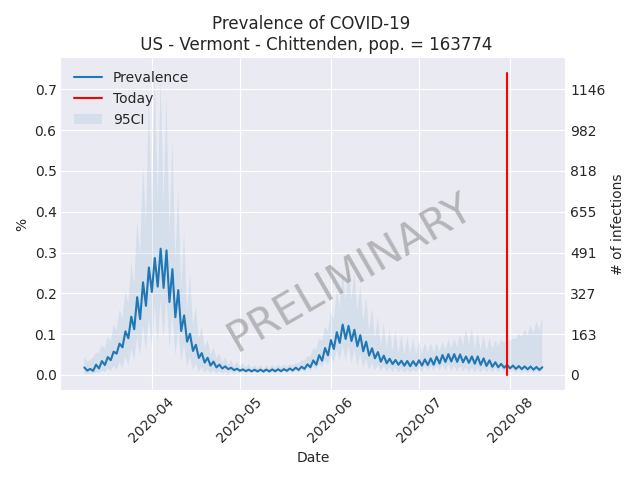 Prevalence of COVID-19
US - Vermont - Chittenden, pop. = 163774
Prevalence
Today
95CI
0.7
0.6
0.5
0.4
0.3
0.2
0.1
0.0
%
1146
982
818
655
491
327
163
0
# of infections
PRELIMINARY
2020-04
2020-05
2020-06
2020-07
2020-08
Date